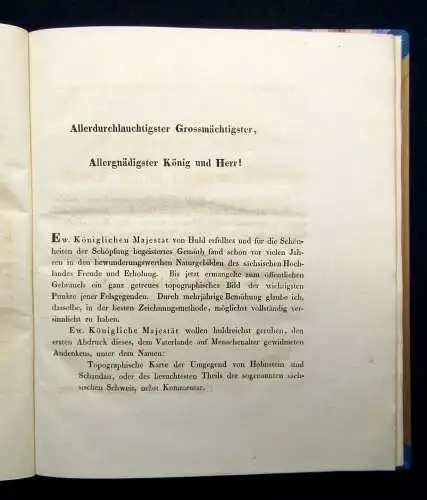 Allerdurchlauchtigster Grossmächtigster,
Allergnädigster König und Herr!
Ew. Königlichen Majestät von Huld erfülltes und für die Schön-
heiten der Schöpfung begeistertes Gemüth fand schon vor vielen Jah-
ren in den bewunderungswerthen Naturgebilden des sächsischen Hoch-
landes Freude und Erholung. Bis jetzt ermangelte zum öffentlichen
Gebrauch ein ganz getreues topographisches Bild der wichtigsten
Punkte jener Felsgegenden. Durch mehrjährige Bemühung glaube ich,
dasselbe, in der besten Zeichnungsmethode, möglichst vollständig ver-
sinnlicht zu haben.
Ew. Königliche Majestät wollen huldreichst geruhen, den
ersten Abdruck dieses, dem Vaterlande auf Menschenalter gewidmeten
Andenkens, unter dem Namen:
Topographische Karte der Umgegend von Hohnstein und
Schandau, oder des besuchtesten Theils der sogenannten säch-
sischen Schweiz, nebst Kommentar.